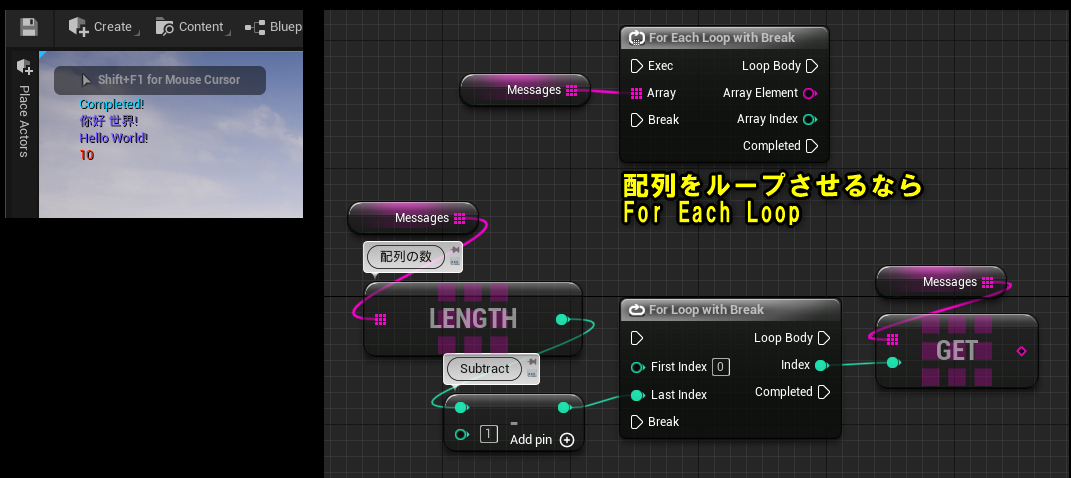 Create
Content
Bluep
Place Actors
Shift+F1 for Mouse Cursor
Completed!
你好 世界!
Hello World!
10
Messages
For Each Loop with Break
Exec
Loop Body
Array
Array Element
Array Index
Break
Completed
配列をループさせるなら
For Each Loop
Messages
配列の数
LENGTH
Subtract
-
1
Add pin
For Loop with Break
Loop Body
First Index 0
Index
Last Index
Completed
Break
Messages
GET